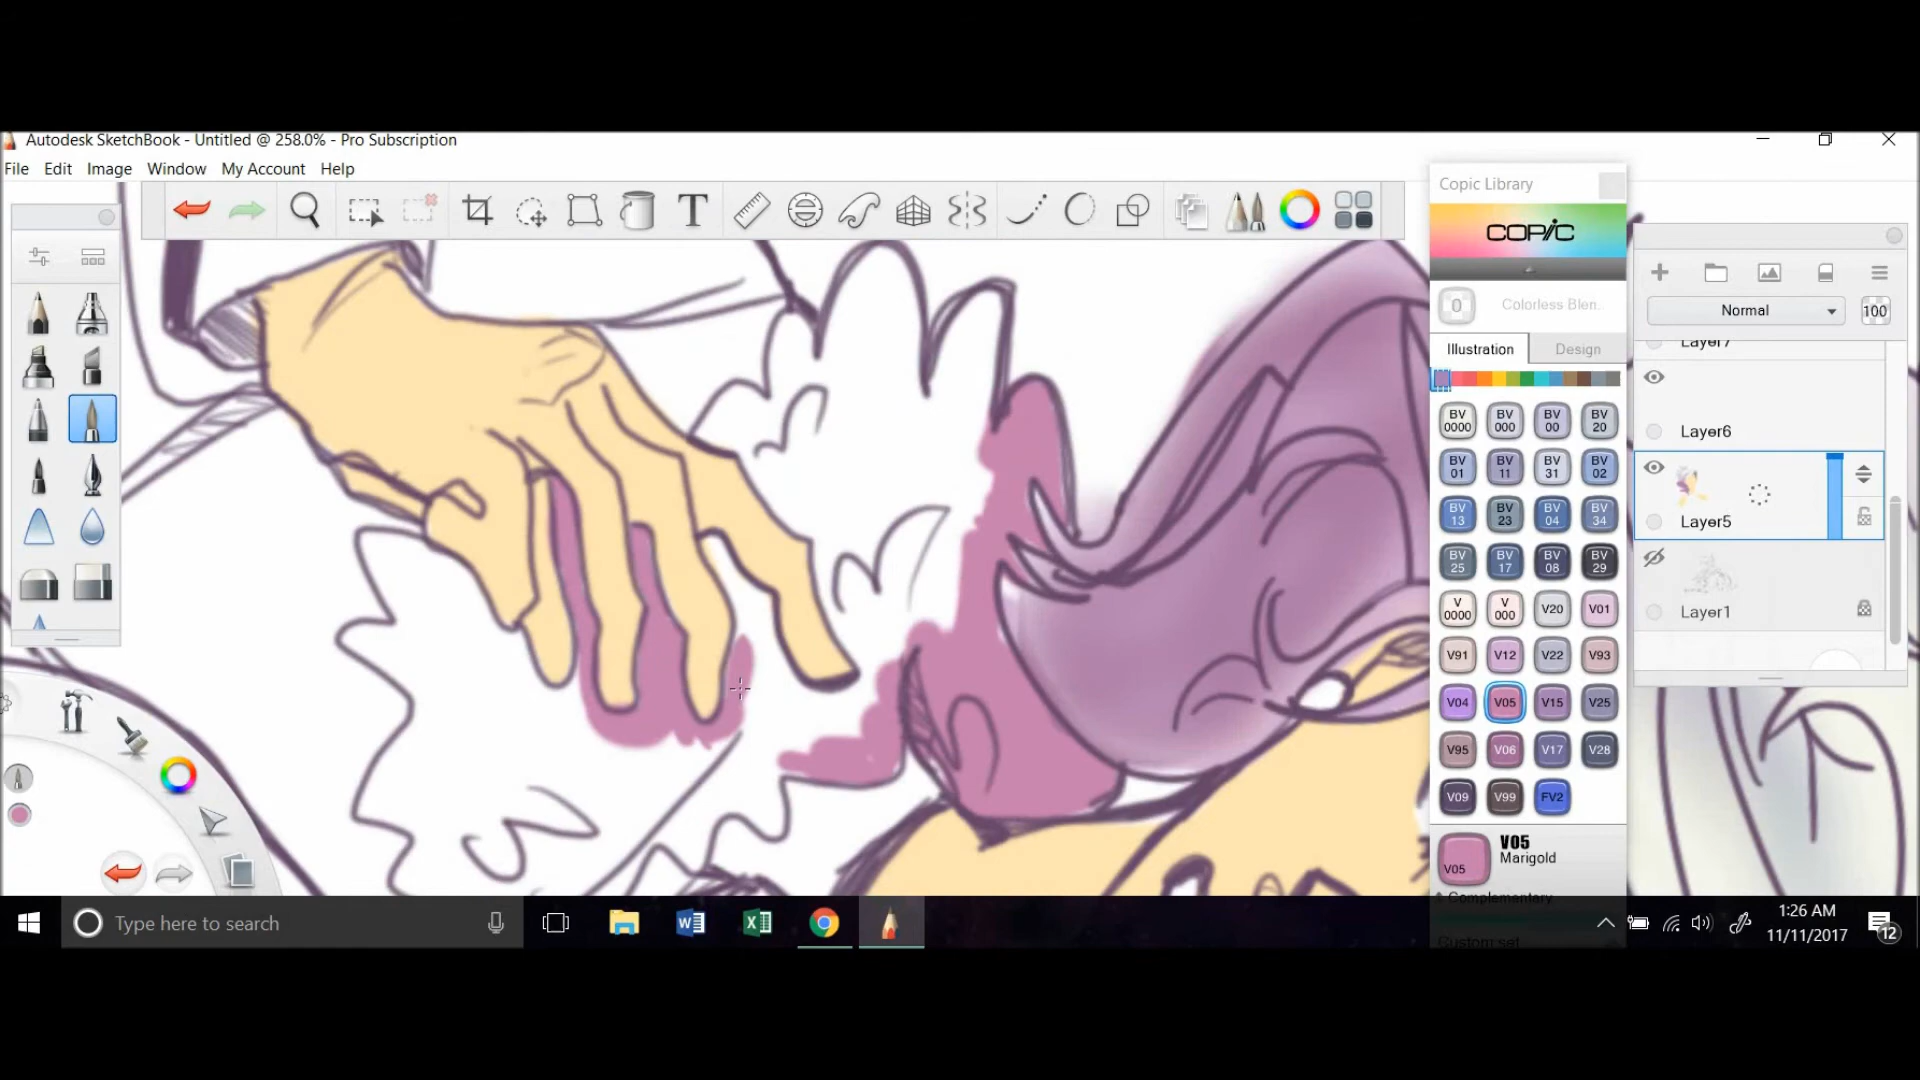 Autodesk SketchBook - Untitled @ 258.0% - Pro Subscription
File Edit Image Window My Account Help
T
Copic Library
COPIC
0 Colorless Blen..
Illustration Design
BV 0000 BV 000 BV 00 BV 20
BV 01 BV 11 BV 31 BV 02
BV 13 BV 23 BV 04 BV 34
BV 25 BV 17 BV 08 BV 29
V 0000 V 000 V20 V01
V91 V12 V22 V93
V04 V05 V15 V25
V95 V06 V17 V28
V09 V99 FV2
V05
Marigold
V05
Complementary
Custom set
Normal 100
Layer7
Layer6
Layer5
Layer1
Type here to search
1:26 AM
11/11/2017
12